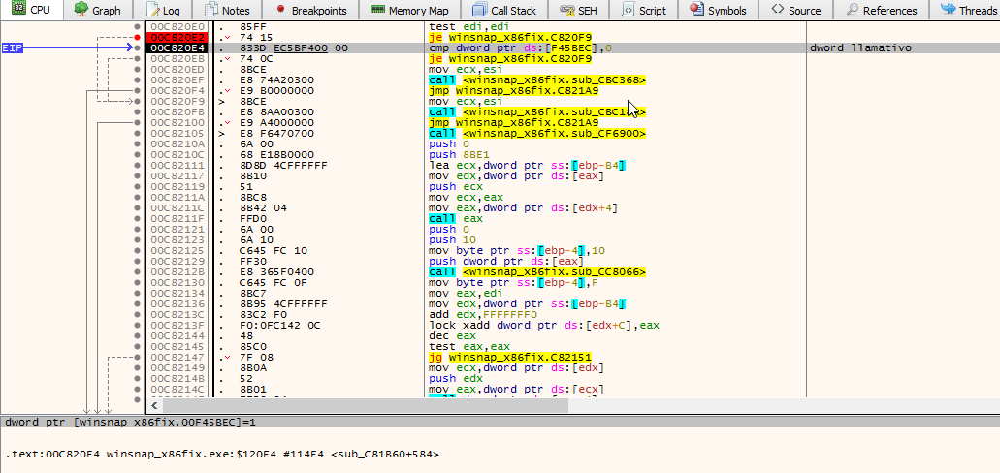 CPU Graph Log Notes Breakpoints Memory Map Call Stack SEH Script Symbols Source References Threads
00C820E0 . 85FF test edi,edi
00C820E2 . 74 15 je winsnap_x86fix.C820F9
EIP 00C820E4 . 833D EC5BF400 00 cmp dword ptr ds:[F45BEC],0 dword llamativo
00C820EB . 74 0C je winsnap_x86fix.C820F9
00C820ED . 8BCE mov ecx,esi
00C820EF . E8 74A20300 call <winsnap_x86fix.sub_CBC368>
00C820F4 . E9 B0000000 jmp winsnap_x86fix.C821A9
00C820F9 > 8BCE mov ecx,esi
00C820FB . E8 8AA00300 call
00C82100 . E9 A4000000 jmp winsnap_x86fix.C821A9
00C82105 > E8 F6470700 call <winsnap_x86fix.sub_CF6900>
00C8210A . 6A 00 push 0
00C8210C . 68 E18B0000 push 8BE1
00C82111 . 8D8D 4CFFFFFF lea ecx,dword ptr ss:[ebp-B4]
00C82117 . 8B10 mov edx,dword ptr ds:[eax]
00C82119 . 51 push ecx
00C8211A . 8BC8 mov ecx,eax
00C8211C . 8B42 04 mov eax,dword ptr ds:[edx+4]
00C8211F . FFD0 call eax
00C82121 . 6A 00 push 0
00C82123 . 6A 10 push 10
00C82125 . C645 FC 10 mov byte ptr ss:[ebp-4],10
00C82129 . FF30 push dword ptr ds:[eax]
00C8212B . E8 365F0400 call <winsnap_x86fix.sub_CC8066>
00C82130 . C645 FC 0F mov byte ptr ss:[ebp-4],F
00C82134 . 8BC7 mov eax,edi
00C82136 . 8B95 4CFFFFFF mov edx,dword ptr ss:[ebp-B4]
00C8213C . 83C2 F0 add edx,FFFFFFF0
00C8213F . F0:0FC142 0C lock xadd dword ptr ds:[edx+C],eax
00C82144 . 48 dec eax
00C82145 . 85C0 test eax,eax
00C82147 . 7F 08 jg winsnap_x86fix.C82151
00C82149 . 8B0A mov ecx,dword ptr ds:[edx]
00C8214B . 52 push edx
00C8214C . 8B01 mov eax,dword ptr ds:[ecx]
dword ptr [winsnap_x86fix.00F45BEC]=1
.text:00C820E4 winsnap_x86fix.exe:$120E4 #114E4 <sub_C81B60+584>